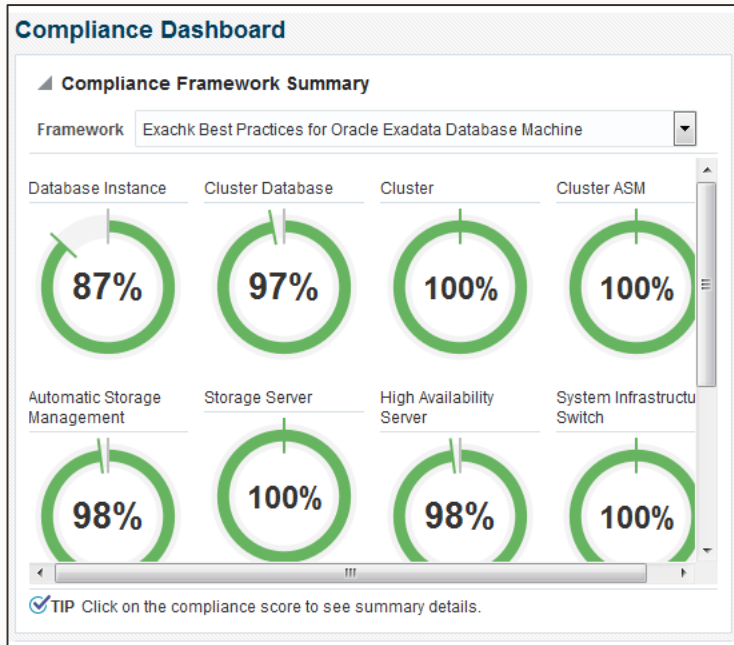 Compliance Dashboard
Compliance Framework Summary
Framework Exachk Best Practices for Oracle Exadata Database Machine
Database Instance
Cluster Database
Cluster
Cluster ASM
87%
97%
100%
100%
Automatic Storage
Management
Storage Server
High Availability
Server
System Infrastructu
Switch
98%
100%
98%
100%
TIP Click on the compliance score to see summary details.